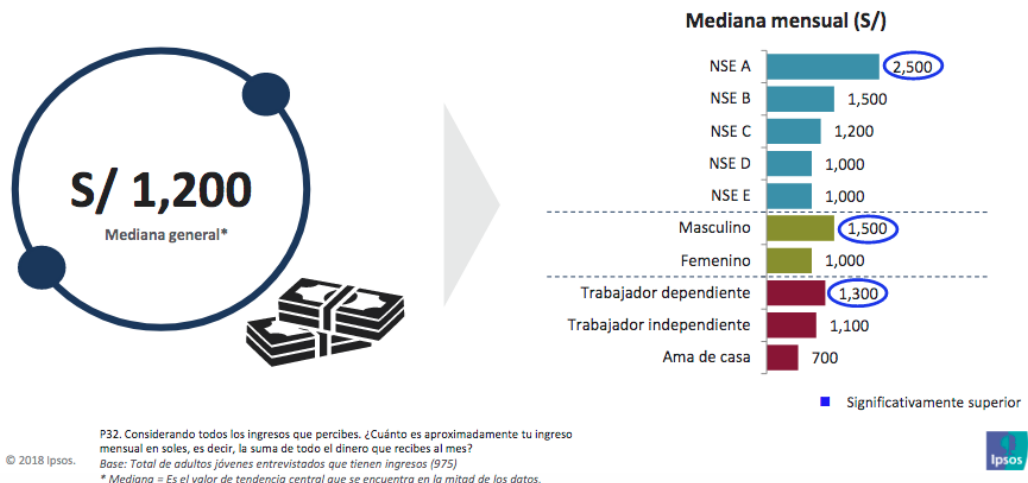 S/ 1,200
Mediana general*
Mediana mensual (S/)
NSE A 2,500
NSE B 1,500
NSE C 1,200
NSE D 1,000
NSE E 1,000
Masculino 1,500
Femenino 1,000
Trabajador dependiente 1,300
Trabajador independiente 1,100
Ama de casa 700
Significativamente superior
P32. Considerando todos los ingresos que percibes. ¿Cuánto es aproximadamente tu ingreso
mensual en soles, es decir, la suma de todo el dinero que recibes al mes?
Base: Total de adultos jóvenes entrevistados que tienen ingresos (975)
* Mediana = Es el valor de tendencia central que se encuentra en la mitad de los datos.
© 2018 Ipsos.
Ipsos